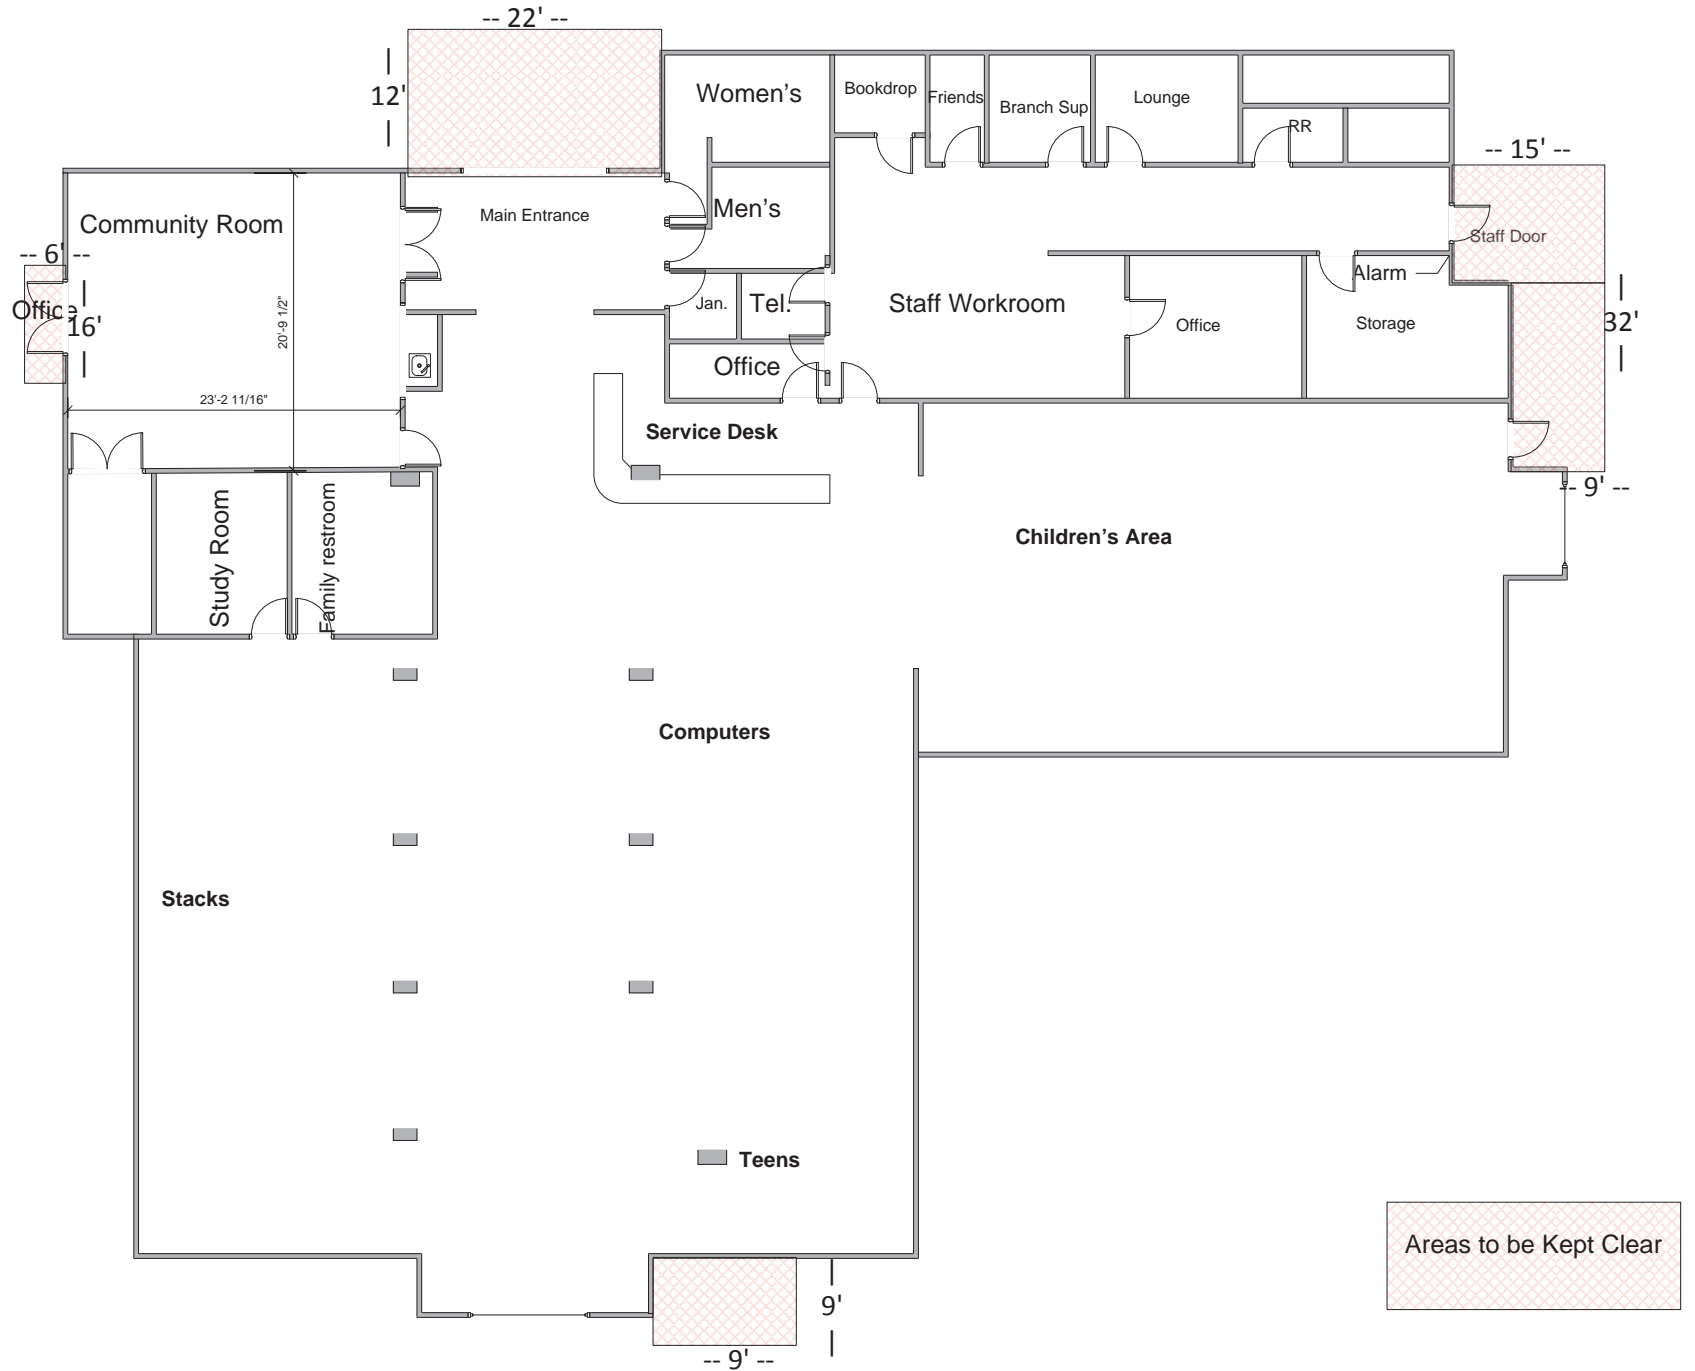 -- 22' --
12'
Women's
Bookdrop
Friends
Branch Sup
Lounge
RR
-- 15' --
Community Room
Main Entrance
Men's
Staff Door
-- 6' --
Office
16'
20'-9 1/2"
Jan.
Tel.
Staff Workroom
Office
Alarm
Storage
32'
Office
23'-2 11/16"
Service Desk
-- 9' --
Study Room
Family restroom
Children's Area
Computers
Stacks
Teens
Areas to be Kept Clear
9'
-- 9' --